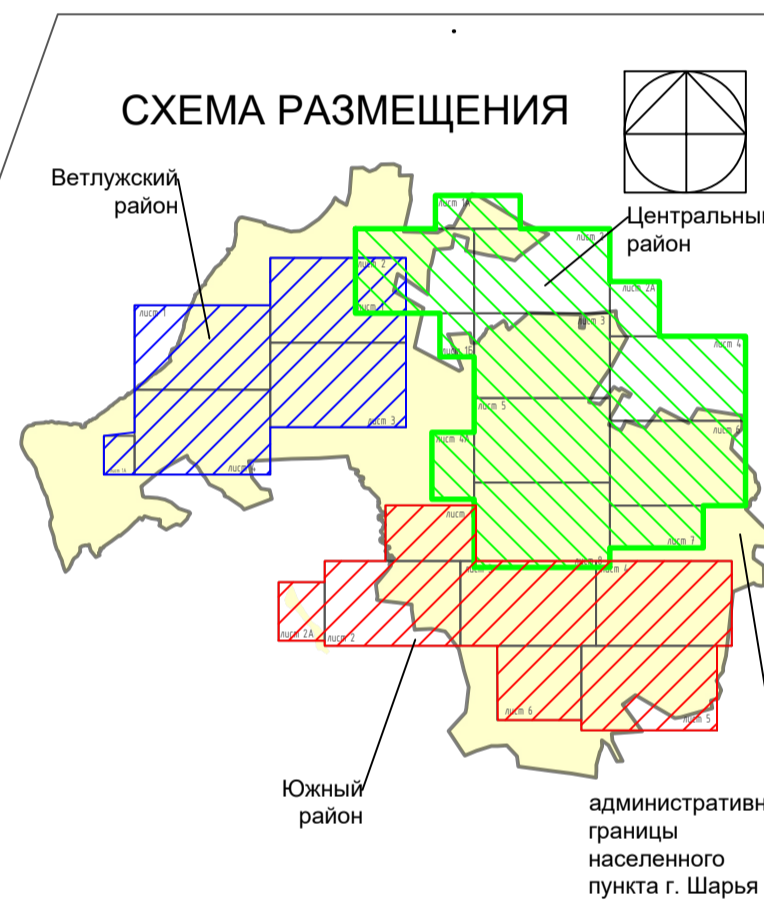 СХЕМА РАЗМЕЩЕНИЯ
Ветлужский
район
Центральный
район
лист 1А
лист 2
лист 2А
лист 1
лист 3
лист 4
1Б
лист 3
лист 5
лист 6
лист 4А
лист 7
лист
лист 2А
лист 2
лист 6
лист 5
Южный
район
административн
границы
населенного
пункта г. Шарья